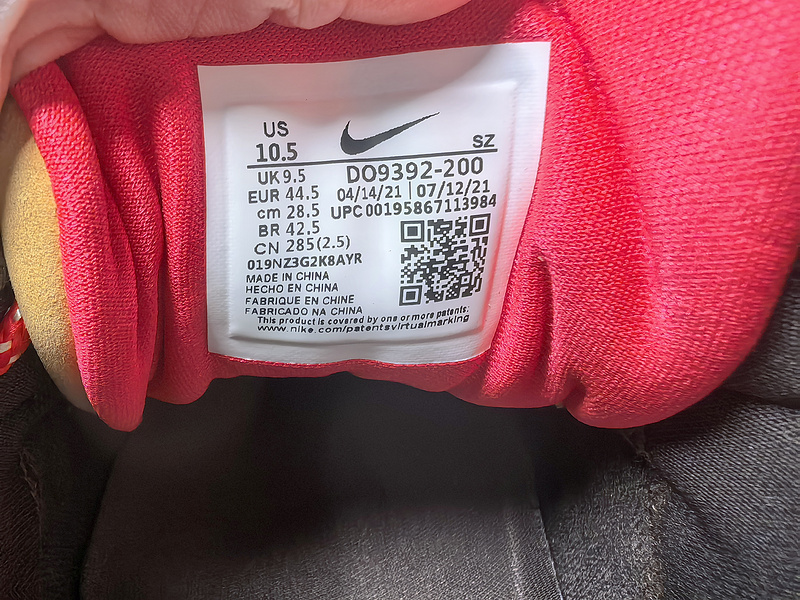 US
10.5
SZ
UK 9.5
DO9392-200
EUR 44.5
04/14/21 | 07/12/21
cm 28.5
UPC 00195867113984
BR 42.5
CN 285(2.5)
019NZ3G2K8AYR
MADE IN CHINA
HECHO EN CHINA
FABRIQUE EN CHINE
FABRICADO NA CHINA
This product is covered by one or more patents:
www.nike.com/patentsvirtualmarking